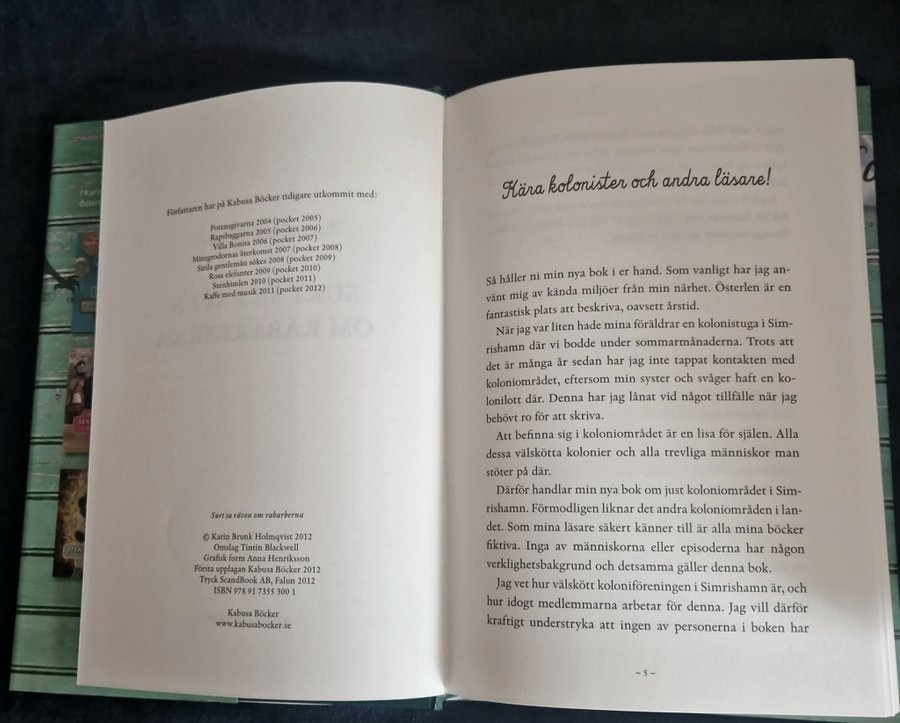 Författaren har på Kabusa Böcker tidigare utkommit med:
Potensgivarna 2004 (pocket 2005)
Rapsbaggarna 2005 (pocket 2006)
Villa Bonita 2006 (pocket 2007)
Mintgrodornas återkomst 2007 (pocket 2008)
Sirila gentlemän sökes 2008 (pocket 2009)
Rosa elefanter 2009 (pocket 2010)
Stenhimlen 2010 (pocket 2011)
Kaffe med musik 2011 (pocket 2012)
Surt sa räven om rabarberna
© Karin Brunk Holmqvist 2012
Omslag Tintin Blackwell
Grafisk form Anna Henriksson
Första upplagan Kabusa Böcker 2012
Tryck ScandBook AB, Falun 2012
ISBN 978 91 7355 300 1
Kabusa Böcker
www.kabusabocker.se
Kära kolonister och andra läsare!
Så håller ni min nya bok i er hand. Som vanligt har jag an-
vänt mig av kända miljöer från min närhet. Österlen är en
fantastisk plats att beskriva, oavsett årstid.
När jag var liten hade mina föräldrar en kolonistuga i Sim-
rishamn där vi bodde under sommarmånaderna. Trots att
det är många år sedan har jag inte tappat kontakten med
koloniområdet, eftersom min syster och svåger haft en ko-
lonilott där. Denna har jag lånat vid något tillfälle när jag
behövt ro för att skriva.
Att befinna sig i koloniområdet är en lisa för själen. Alla
dessa välskötta kolonier och alla trevliga människor man
stöter på där.
Därför handlar min nya bok om just koloniområdet i Sim-
rishamn. Förmodligen liknar det andra koloniområden i lan-
det. Som mina läsare säkert känner till är alla mina böcker
fiktiva. Inga av människorna eller episoderna har någon
verklighetsbakgrund och detsamma gäller denna bok.
Jag vet hur välskött koloniföreningen i Simrishamn är, och
hur idogt medlemmarna arbetar för denna. Jag vill därför
kraftigt understryka att ingen av personerna i boken har
~ 5 ~